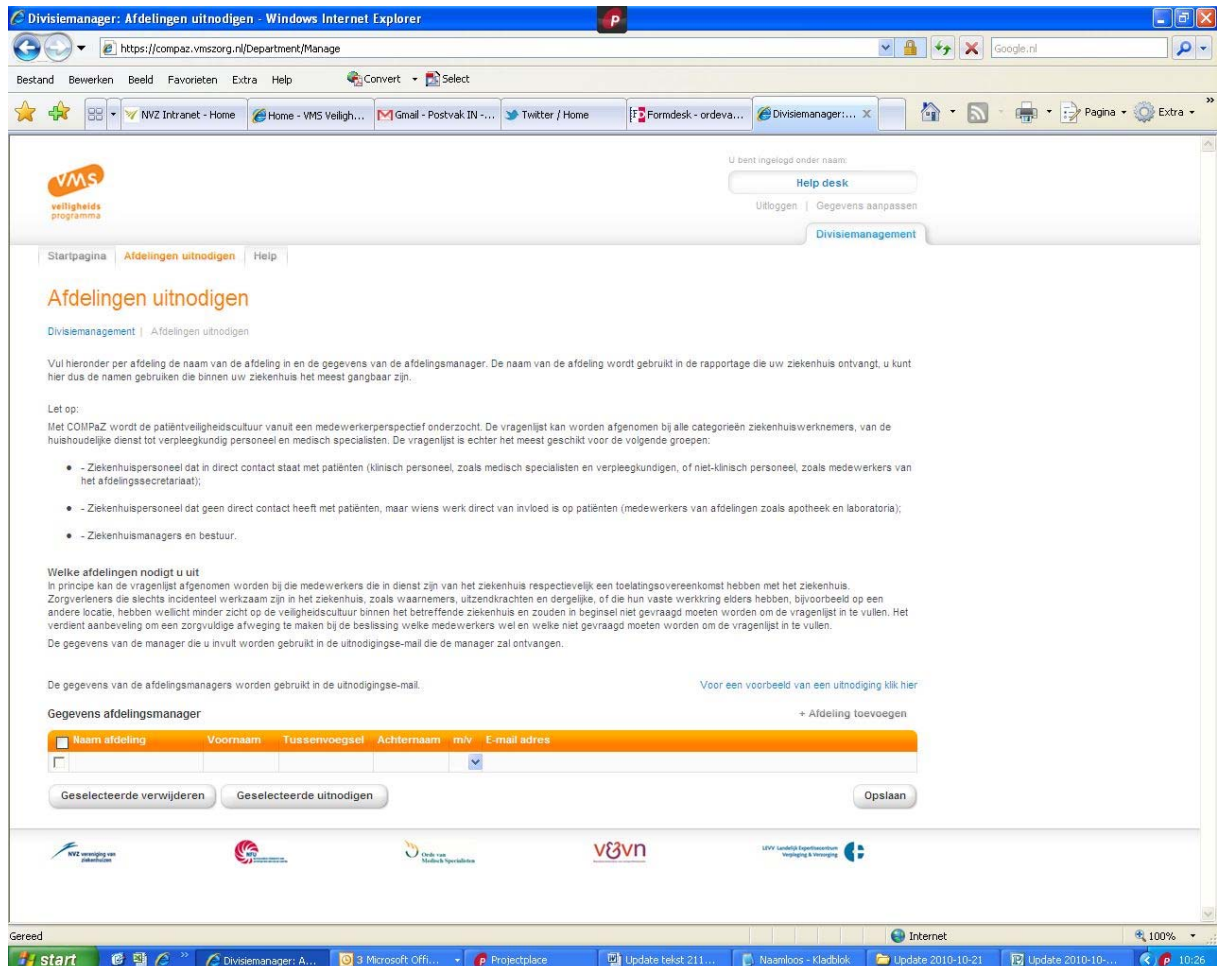 Divisiemanager: Afdelingen uitnodigen - Windows Internet Explorer
https://compaz.vmszorg.nl/Department/Manage
Google.nl
Bestand Bewerken Beeld Favorieten Extra Help Convert Select
NVZ Intranet - Home Home - VMS Veiligh... Gmail - Postvak IN -... Twitter / Home Formdesk - ordeva... Divisiemanager:... Pagina Extra
U bent ingelogd onder naam:
VMS
veiligheids
programma
Help desk
Uitloggen | Gegevens aanpassen
Divisiemanagement
Startpagina Afdelingen uitnodigen Help
Afdelingen uitnodigen
Divisiemanagement | Afdelingen uitnodigen
Vul hieronder per afdeling de naam van de afdeling in en de gegevens van de afdelingsmanager. De naam van de afdeling wordt gebruikt in de rapportage die uw ziekenhuis ontvangt, u kunt
hier dus de namen gebruiken die binnen uw ziekenhuis het meest gangbaar zijn.
Let op:
Met COMPaZ wordt de patiëntveiligheidscultuur vanuit een medewerkerperspectief onderzocht. De vragenlijst kan worden afgenomen bij alle categorieën ziekenhuiswerknemers, van de
huishoudelijke dienst tot verpleegkundig personeel en medisch specialisten. De vragenlijst is echter het meest geschikt voor de volgende groepen:
● - Ziekenhuispersoneel dat in direct contact staat met patiënten (klinisch personeel, zoals medisch specialisten en verpleegkundigen, of niet-klinisch personeel, zoals medewerkers van
het afdelingssecretariaat);
● - Ziekenhuispersoneel dat geen direct contact heeft met patiënten, maar wiens werk direct van invloed is op patiënten (medewerkers van afdelingen zoals apotheek en laboratoria);
● - Ziekenhuismanagers en bestuur.
Welke afdelingen nodigt u uit
In principe kan de vragenlijst afgenomen worden bij die medewerkers die in dienst zijn van het ziekenhuis respectievelijk een toelatingsovereenkomst hebben met het ziekenhuis.
Zorgverleners die slechts incidenteel werkzaam zijn in het ziekenhuis, zoals waarnemers, uitzendkrachten en dergelijke, of die hun vaste werkkring elders hebben, bijvoorbeeld op een
andere locatie, hebben wellicht minder zicht op de veiligheidscultuur binnen het betreffende ziekenhuis en zouden in beginsel niet gevraagd moeten worden om de vragenlijst in te vullen. Het
verdient aanbeveling om een zorgvuldige afweging te maken bij de beslissing welke medewerkers wel en welke niet gevraagd moeten worden om de vragenlijst in te vullen.
De gegevens van de manager die u invult worden gebruikt in de uitnodigingse-mail die de manager zal ontvangen.
De gegevens van de afdelingsmanagers worden gebruikt in de uitnodigingse-mail. Voor een voorbeeld van een uitnodiging klik hier
Gegevens afdelingsmanager + Afdeling toevoegen
Naam afdeling Voornaam Tussenvoegsel Achternaam m/v E-mail adres
Geselecteerde verwijderen Geselecteerde uitnodigen Opslaan
NVZ vereniging van
ziekenhuizen
NFU
Orde van
Medisch Specialisten
v&vn
LEVV Landelijk Expertisecentrum
Verpleging & Verzorging
Gereed Internet 100%
start Divisiemanager: A... 3 Microsoft Offi... Projectplace Update tekst 211... Naamloos - Kladblok Update 2010-10-21 Update 2010-10-... 10:26